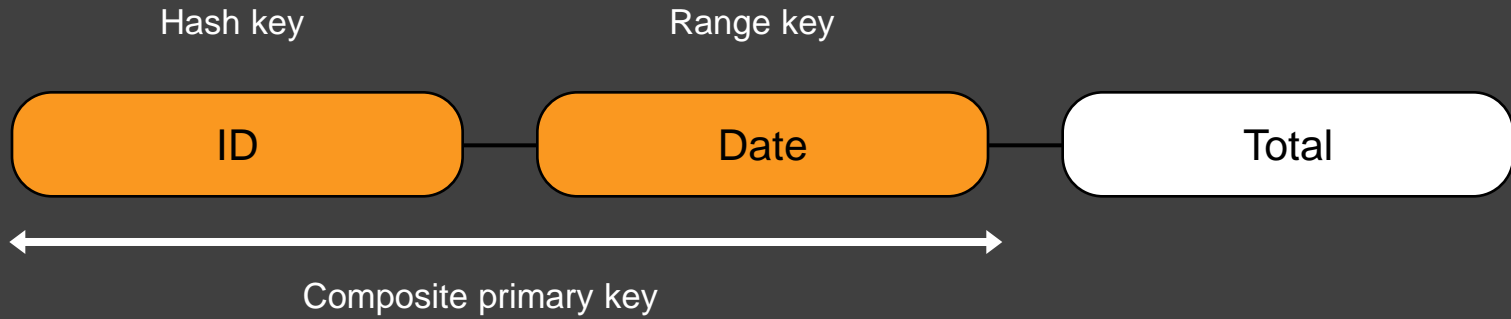 Hash key
Range key
ID
Date
Total
Composite primary key